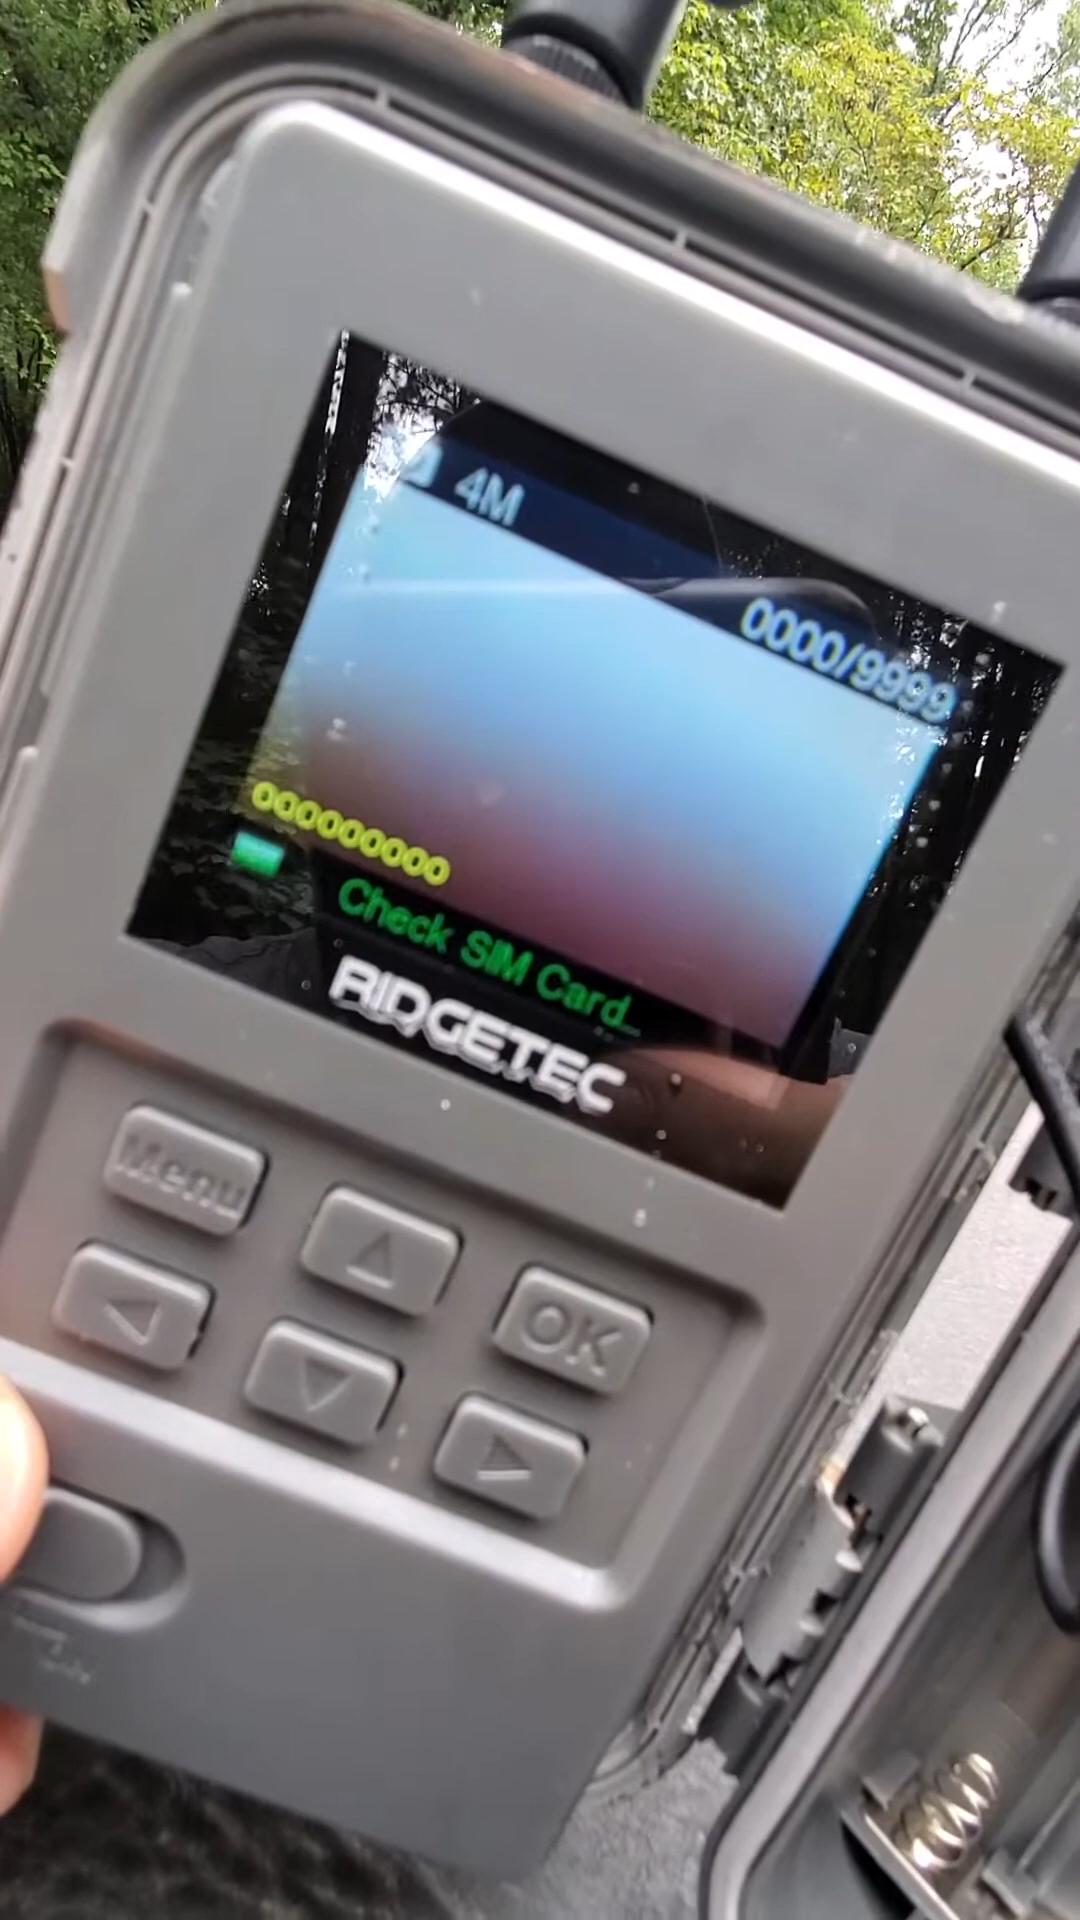 4M
0000/9999
000000000
Check SIM Card...
RIDGETEC
Menu
OK